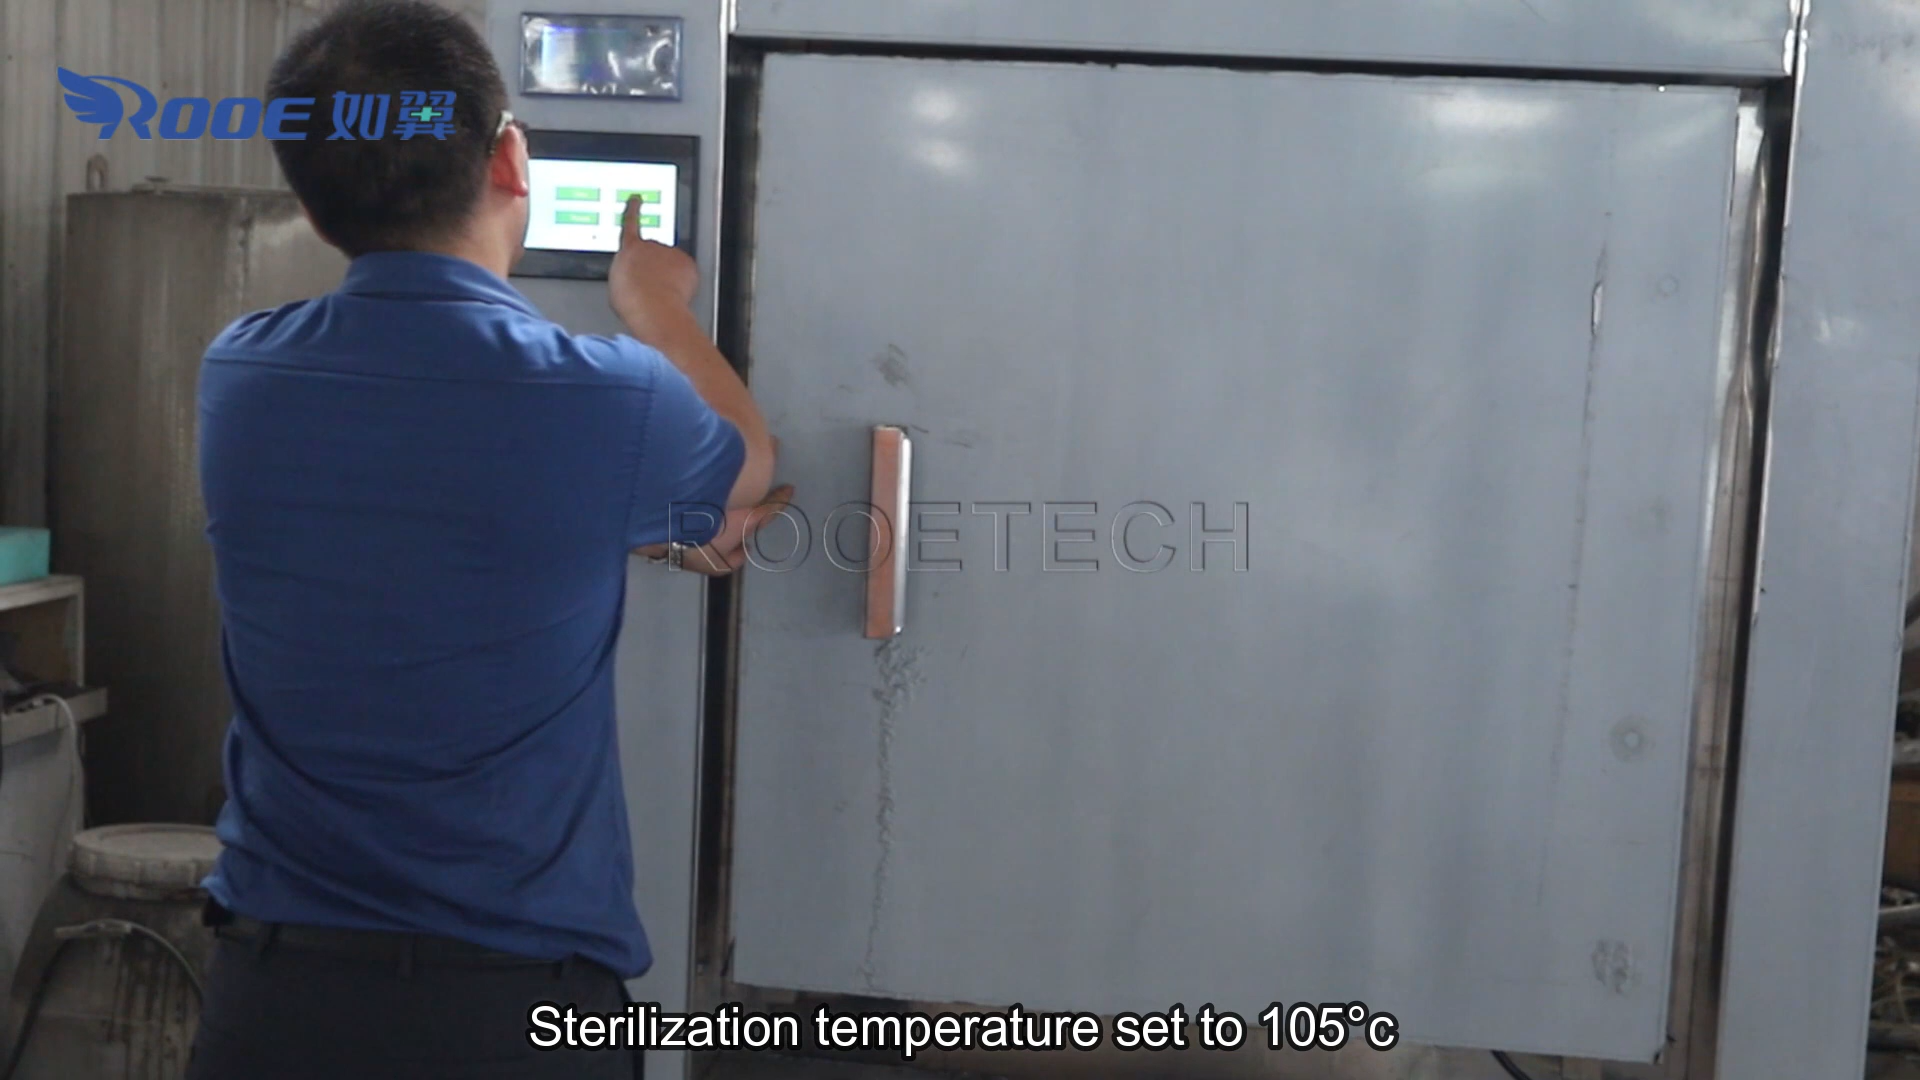 ROOE 如翼
ROOETECH
Sterilization temperature set to 105°c